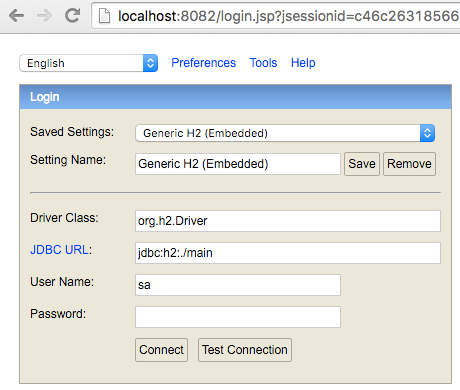 localhost:8082/login.jsp?jsessionid=c46c26318566
English Preferences Tools Help
Login
Saved Settings: Generic H2 (Embedded)
Setting Name: Generic H2 (Embedded) Save Remove
Driver Class: org.h2.Driver
JDBC URL: jdbc:h2:./main
User Name: sa
Password:
Connect Test Connection